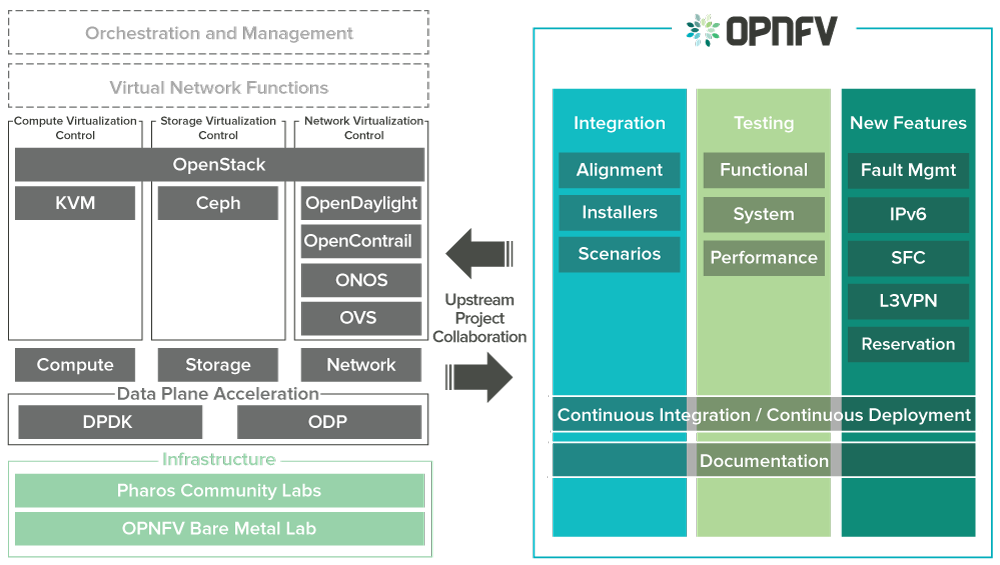 Orchestration and Management
Virtual Network Functions
Compute Virtualization
Control
Storage Virtualization
Control
Network Virtualization
Control
OpenStack
KVM
Ceph
OpenDaylight
OpenContrail
ONOS
OVS
Compute
Storage
Network
Data Plane Acceleration
DPDK
ODP
Infrastructure
Pharos Community Labs
OPNFV Bare Metal Lab
Upstream
Project
Collaboration
OPNFV
Integration
Alignment
Installers
Scenarios
Testing
Functional
System
Performance
New Features
Fault Mgmt
IPv6
SFC
L3VPN
Reservation
Continuous Integration / Continuous Deployment
Documentation